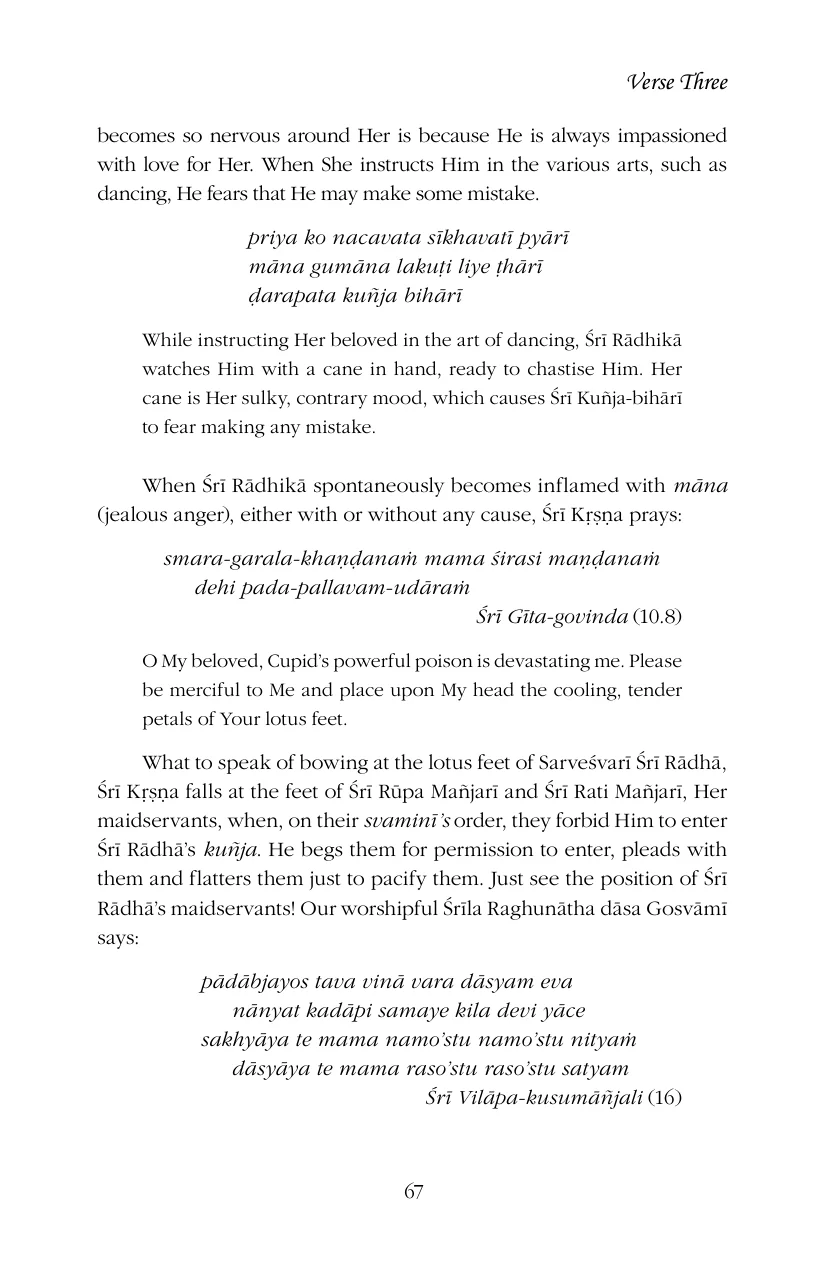 Verse Three
becomes so nervous around Her is because He is always impassioned
with love for Her. When She instructs Him in the various arts, such as
dancing, He fears that He may make some mistake.
priya ko nacavata sīkhavatī pyārī
māna gumāna lakuṭi liye ṭhārī
ḍarapata kuñja bihārī
While instructing Her beloved in the art of dancing, Śrī Rādhikā
watches Him with a cane in hand, ready to chastise Him. Her
cane is Her sulky, contrary mood, which causes Śrī Kuñja-bihārī
to fear making any mistake.
When Śrī Rādhikā spontaneously becomes inflamed with māna
(jealous anger), either with or without any cause, Śrī Kṛṣṇa prays:
smara-garala-khaṇḍanaṁ mama śirasi maṇḍanaṁ
dehi pada-pallavam-udāraṁ
Śrī Gīta-govinda (10.8)
O My beloved, Cupid’s powerful poison is devastating me. Please
be merciful to Me and place upon My head the cooling, tender
petals of Your lotus feet.
What to speak of bowing at the lotus feet of Sarveśvarī Śrī Rādhā,
Śrī Kṛṣṇa falls at the feet of Śrī Rūpa Mañjarī and Śrī Rati Mañjarī, Her
maidservants, when, on their svaminī’s order, they forbid Him to enter
Śrī Rādhā’s kuñja. He begs them for permission to enter, pleads with
them and flatters them just to pacify them. Just see the position of Śrī
Rādhā’s maidservants! Our worshipful Śrīla Raghunātha dāsa Gosvāmī
says:
pādābjayos tava vinā vara dāsyam eva
nānyat kadāpi samaye kila devi yāce
sakhyāya te mama namo’stu namo’stu nityaṁ
dāsyāya te mama raso’stu raso’stu satyam
Śrī Vilāpa-kusumāñjali (16)
67